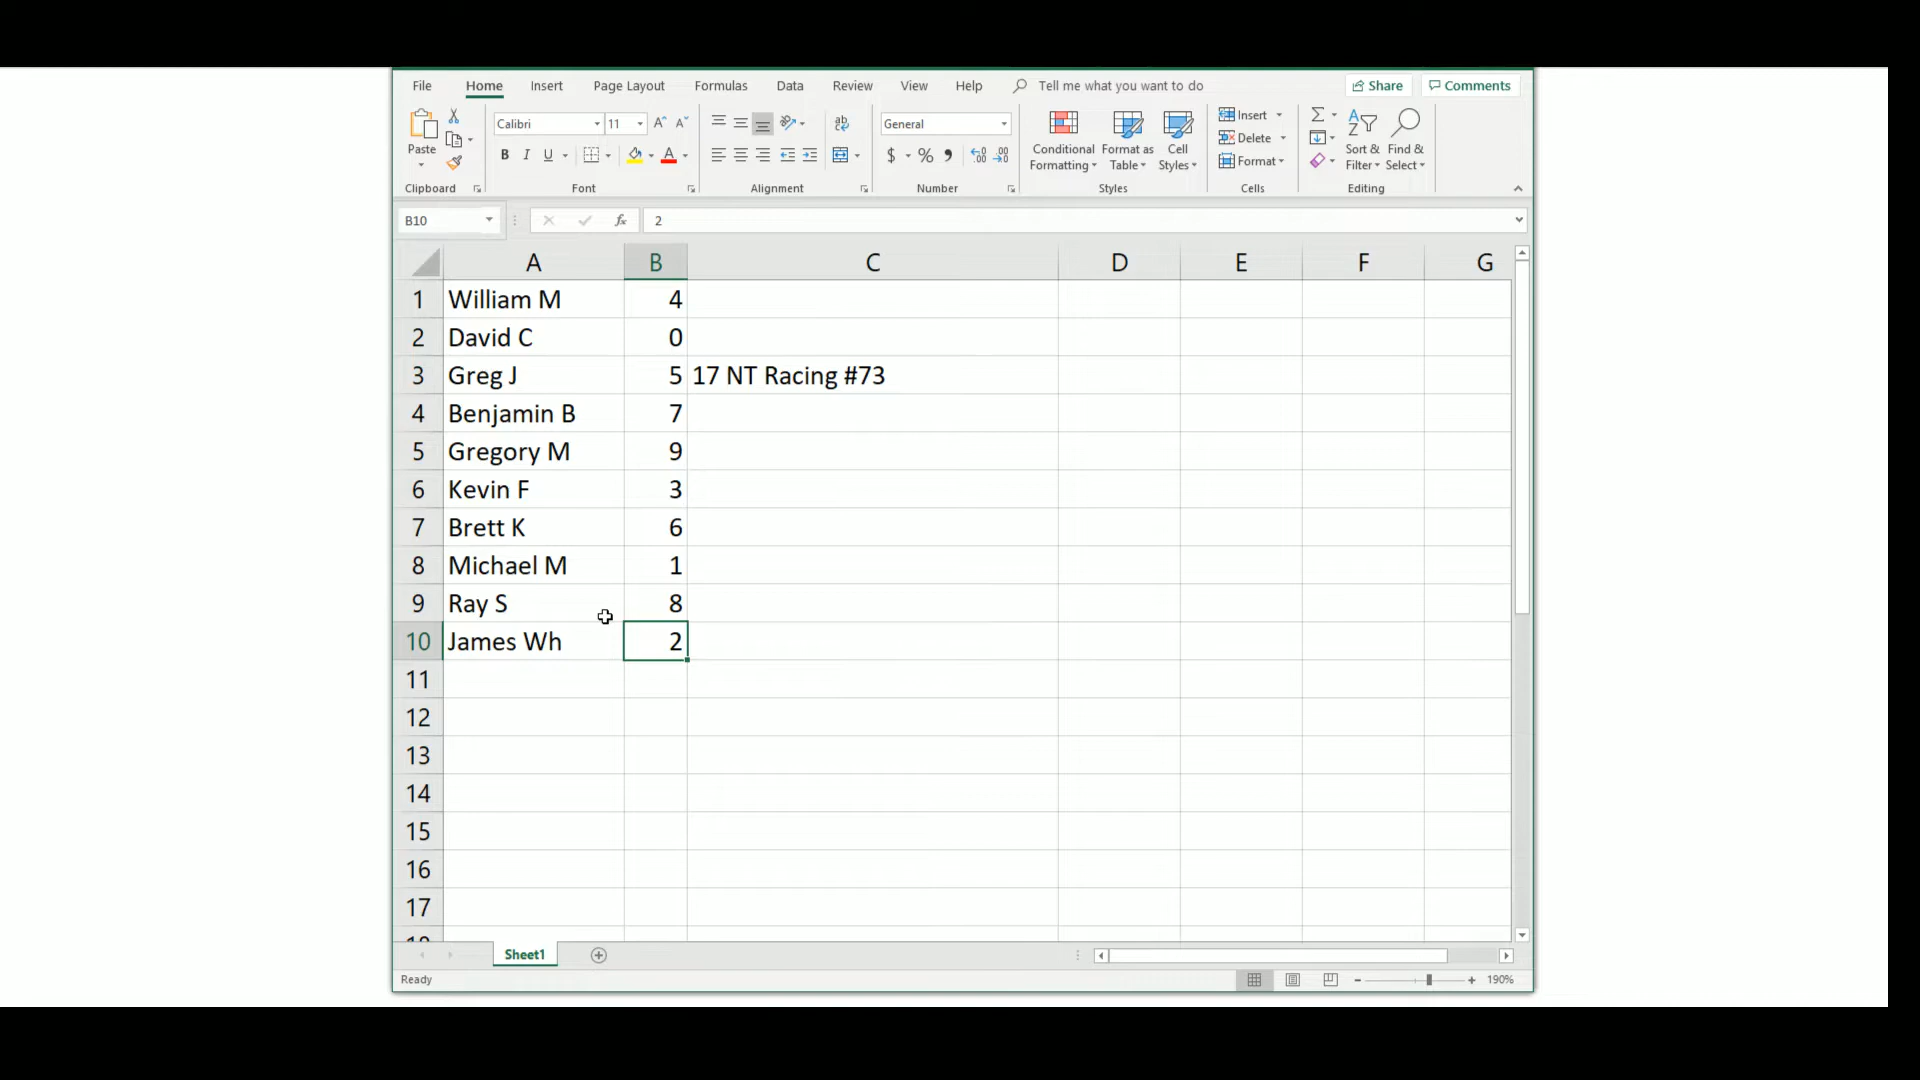 File Home Insert Page Layout Formulas Data Review View Help Tell me what you want to do Share Comments
Paste Calibri 11 General Conditional Formatting Format as Table Cell Styles Insert Delete Format Sort & Filter Find & Select
Clipboard Font Alignment Number Styles Cells Editing
B10 fx 2
A B C D E F G
1 William M 4
2 David C 0
3 Greg J 5 17 NT Racing #73
4 Benjamin B 7
5 Gregory M 9
6 Kevin F 3
7 Brett K 6
8 Michael M 1
9 Ray S 8
10 James Wh 2
11
12
13
14
15
16
17
Sheet1
Ready 190%